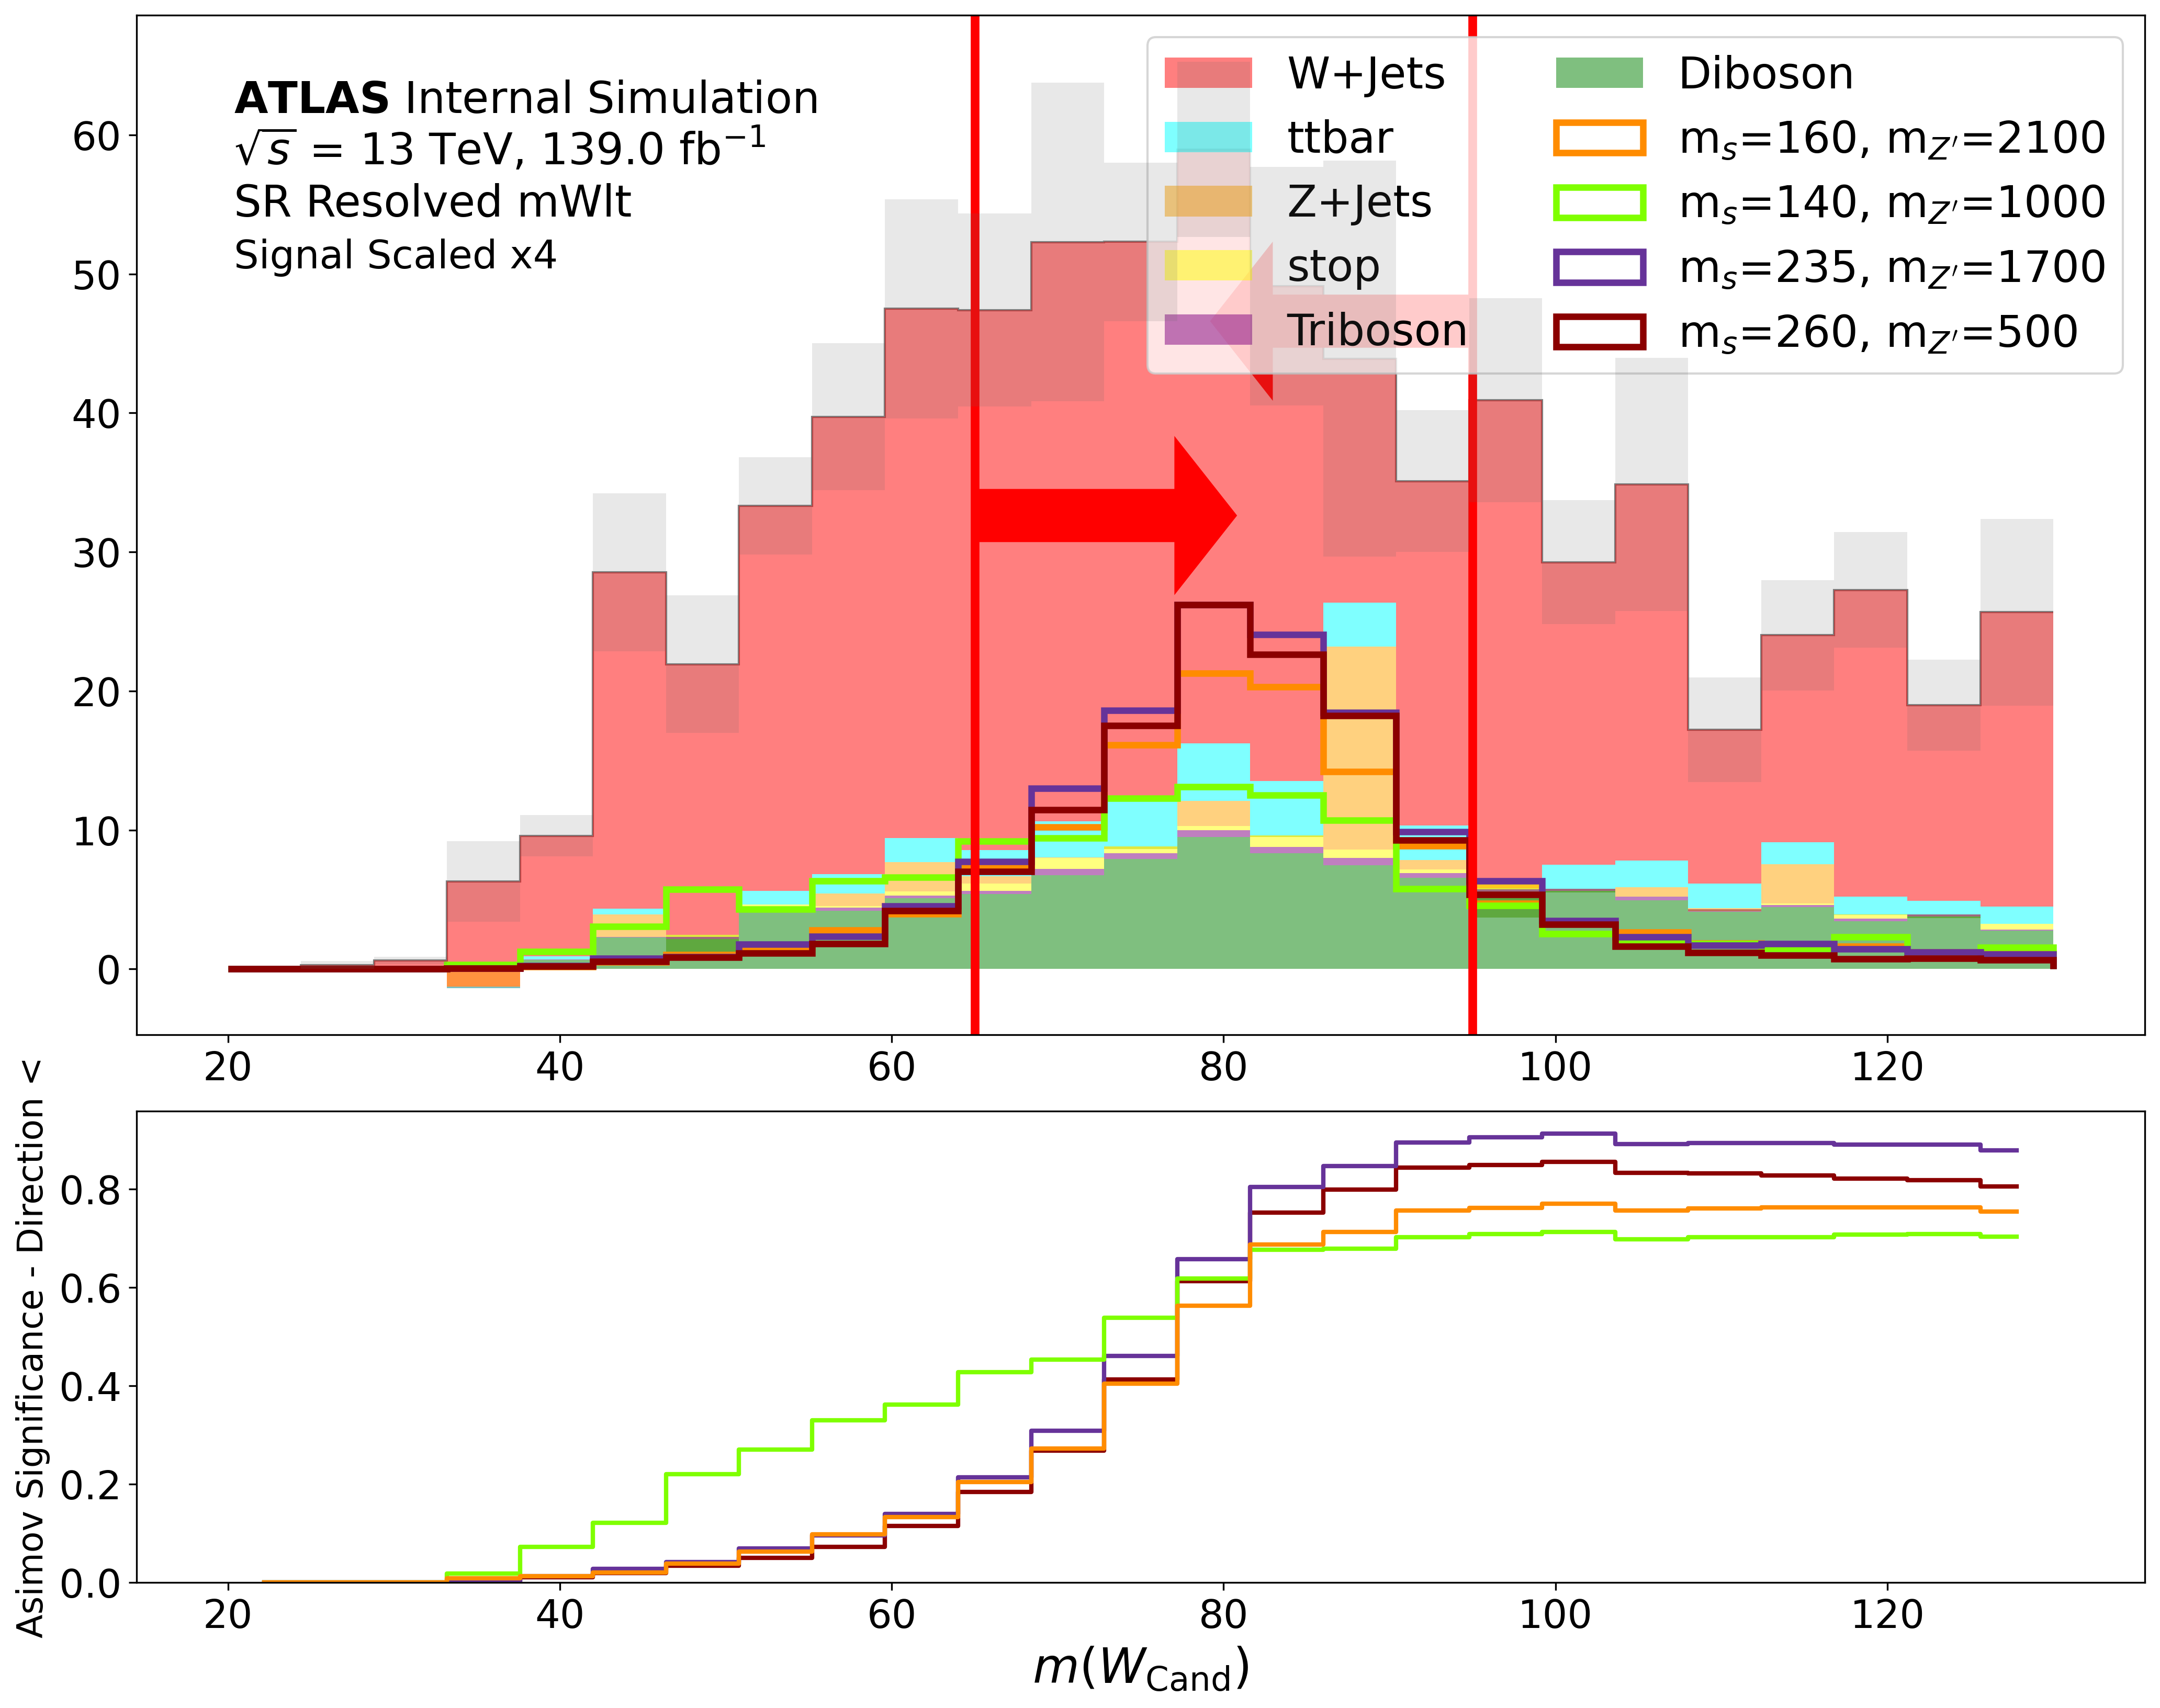 ATLAS Internal Simulation
√s = 13 TeV, 139.0 fb⁻¹
SR Resolved mWlt
Signal Scaled x4
W+Jets
ttbar
Z+Jets
stop
Triboson
Diboson
mₛ=160, m_Z′=2100
mₛ=140, m_Z′=1000
mₛ=235, m_Z′=1700
mₛ=260, m_Z′=500
60
50
40
30
20
10
0
20 40 60 80 100 120
Asimov Significance - Direction <
0.8
0.6
0.4
0.2
0.0
20 40 60 80 100 120
m(W_Cand)